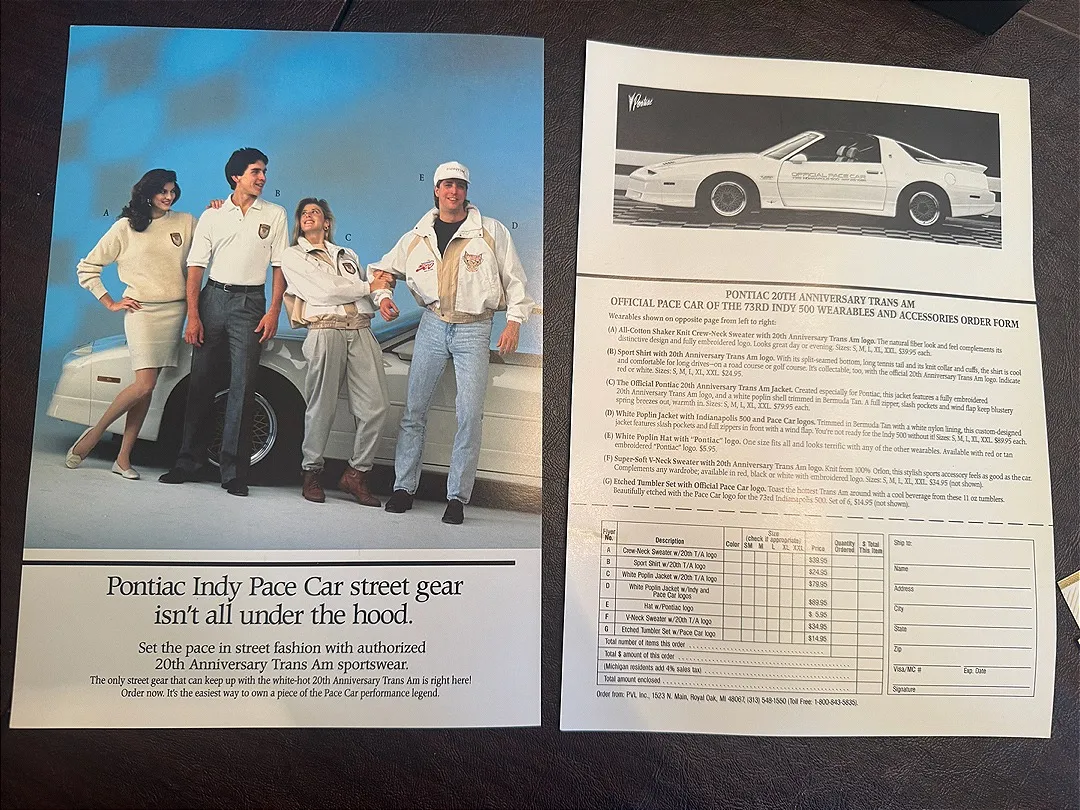 A
B
C
E
D
Pontiac Indy Pace Car street gear
isn't all under the hood.
Set the pace in street fashion with authorized
20th Anniversary Trans Am sportswear.
The only street gear that can keep up with the white-hot 20th Anniversary Trans Am is right here!
Order now. It's the easiest way to own a piece of the Pace Car performance legend.
Pontiac
OFFICIAL PACE CAR
PONTIAC 20TH ANNIVERSARY TRANS AM
OFFICIAL PACE CAR OF THE 73RD INDY 500 WEARABLES AND ACCESSORIES ORDER FORM
Wearables shown on opposite page from left to right:
(A) All-Cotton Shaker Knit Crew-Neck Sweater with 20th Anniversary Trans Am logo. The natural fiber look and feel complements its
distinctive design and fully embroidered logo. Looks great day or evening. Sizes: S, M, L, XL, XXL. $39.95 each.
(B) Sport Shirt with 20th Anniversary Trans Am logo. With its split-seamed bottom, long tennis tail and its knit collar and cuffs, the shirt is cool
and comfortable for long drives—on a road course or golf course. It's collectable, too, with the official 20th Anniversary Trans Am logo. Indicate
red or white. Sizes: S, M, L, XL, XXL. $24.95.
(C) The Official Pontiac 20th Anniversary Trans Am Jacket. Created especially for Pontiac, this jacket features a fully embroidered
20th Anniversary Trans Am logo, and a white poplin shell trimmed in Bermuda Tan. A full zipper, slash pockets and wind flap keep blustery
spring breezes out, warmth in. Sizes: S, M, L, XL, XXL. $79.95 each.
(D) White Poplin Jacket with Indianapolis 500 and Pace Car logos. Trimmed in Bermuda Tan with a white nylon lining, this custom-designed
jacket features slash pockets and full zippers in front with a wind flap. You're not ready for the Indy 500 without it! Sizes: S, M, L, XL, XXL. $89.95 each.
(E) White Poplin Hat with "Pontiac" logo. One size fits all and looks terrific with any of the other wearables. Available with red or tan
embroidered "Pontiac" logo. $5.95.
(F) Super-Soft V-Neck Sweater with 20th Anniversary Trans Am logo. Knit from 100% Orlon, this stylish sports accessory feels as good as the car.
Complements any wardrobe; available in red, black or white with embroidered logo. Sizes: S, M, L, XL, XXL. $34.95 (not shown).
(G) Etched Tumbler Set with Official Pace Car logo. Toast the hottest Trans Am around with a cool beverage from these 11 oz tumblers.
Beautifully etched with the Pace Car logo for the 73rd Indianapolis 500. Set of 6, $14.95 (not shown).
Flyer No. Description Color Size (check if appropriate) SM M L XL XXL Price Quantity Ordered $ Total This Item
A Crew-Neck Sweater w/20th T/A logo $39.95
B Sport Shirt w/20th T/A logo $24.95
C White Poplin Jacket w/20th T/A logo $79.95
D White Poplin Jacket w/Indy and Pace Car logos $89.95
E Hat w/Pontiac logo $ 5.95
F V-Neck Sweater w/20th T/A logo $34.95
G Etched Tumbler Set w/Pace Car logo $14.95
Total number of items this order
Total $ amount of this order
(Michigan residents add 4% sales tax)
Total amount enclosed
Ship to:
Name
Address
City
State
Zip
Visa/MC # Exp. Date
Signature
Order from: PVI, Inc., 1523 N. Main, Royal Oak, MI 48067, (313) 548-1550 (Toll Free: 1-800-843-5835).